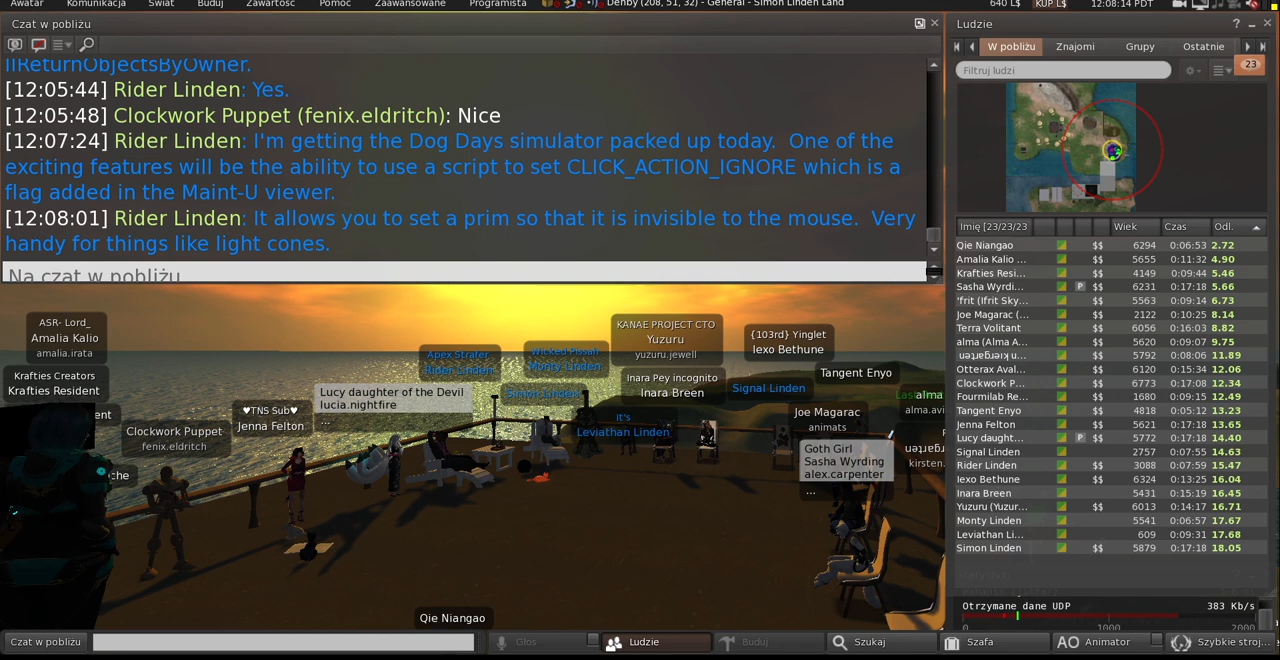 Awatar Komunikacja Świat Buduj Zawartość Pomoc Zaawansowane Programista Denby (208, 51, 32) - General - Simon Linden Land 640 L$ KUP L$ 12:08:14 PDT
Czat w pobliżu
llReturnObjectsByOwner.
[12:05:44] Rider Linden: Yes.
[12:05:48] Clockwork Puppet (fenix.eldritch): Nice
[12:07:24] Rider Linden: I'm getting the Dog Days simulator packed up today.  One of the
exciting features will be the ability to use a script to set CLICK_ACTION_IGNORE which is a
flag added in the Maint-U viewer.
[12:08:01] Rider Linden: It allows you to set a prim so that it is invisible to the mouse.  Very
handy for things like light cones.
Na czat w pobliżu
ASR- Lord_
Amalia Kalio
amalia.irata
Krafties Creators
Krafties Resident
ent
che
Clockwork Puppet
fenix.eldritch
♥TNS Sub♥
Jenna Felton
Lucy daughter of the Devil
lucia.nightfire
...
Apex Strafer
Rider Linden
Wicked Pissah
Monty Linden
Simon Linden
KANAE PROJECT CTO
Yuzuru
yuzuru.jewell
Inara Pey incognito
Inara Breen
It's
Leviathan Linden
{103rd} Yinglet
Iexo Bethune
Signal Linden
Tangent Enyo
Joe Magarac
animats
Goth Girl
Sasha Wyrding
alex.carpenter
...
alma
alma.avi
kirsten.
Qie Niangao
Ludzie
W pobliżu Znajomi Grupy Ostatnie
23
Filtruj ludzi
Imię [23/23/23 Wiek Czas Odl.
Qie Niangao $$ 6294 0:06:53 2.72
Amalia Kalio ... $$ 5655 0:11:32 4.90
Krafties Resi... $$ 4149 0:09:44 5.46
Sasha Wyrdi... P $$ 6231 0:17:18 5.66
'frit (Ifrit Sky... $$ 5563 0:09:14 6.73
Joe Magarac (... $$ 2122 0:10:25 8.14
Terra Volitant $$ 6056 0:16:03 8.82
alma (Alma A... $$ 5620 0:09:07 9.75
$$ 5792 0:08:06 11.89
Otterax Aval... $$ 6120 0:15:34 12.06
Clockwork P... $$ 6773 0:17:08 12.34
Fourmilab Re... $$ 1680 0:09:15 12.49
Tangent Enyo $$ 4818 0:05:12 13.23
Jenna Felton $$ 5621 0:17:18 13.65
Lucy daught... P $$ 5772 0:17:18 14.40
Signal Linden 2757 0:07:55 14.63
Rider Linden $$ 3088 0:07:59 15.47
Iexo Bethune $$ 6324 0:13:25 16.04
Inara Breen 5431 0:15:19 16.45
Yuzuru (Yuzur... $$ 6013 0:14:17 16.71
Monty Linden 5541 0:06:57 17.67
Leviathan Li... 609 0:09:31 17.68
Simon Linden $$ 5879 0:17:18 18.05
Otrzymane dane UDP 383 Kb/s
0 1000 2000
Czat w pobliżu Głos Ludzie Buduj Szukaj Szafa AO Animator Szybkie stroj...